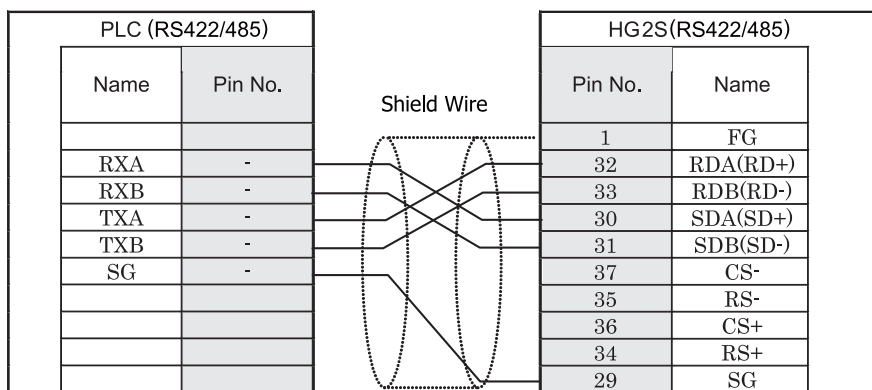 PLC (RS422/485) HG2S(RS422/485)
Name Pin No. Shield Wire Pin No. Name
1 FG
RXA - 32 RDA(RD+)
RXB - 33 RDB(RD-)
TXA - 30 SDA(SD+)
TXB - 31 SDB(SD-)
SG - 37 CS-
35 RS-
36 CS+
34 RS+
29 SG